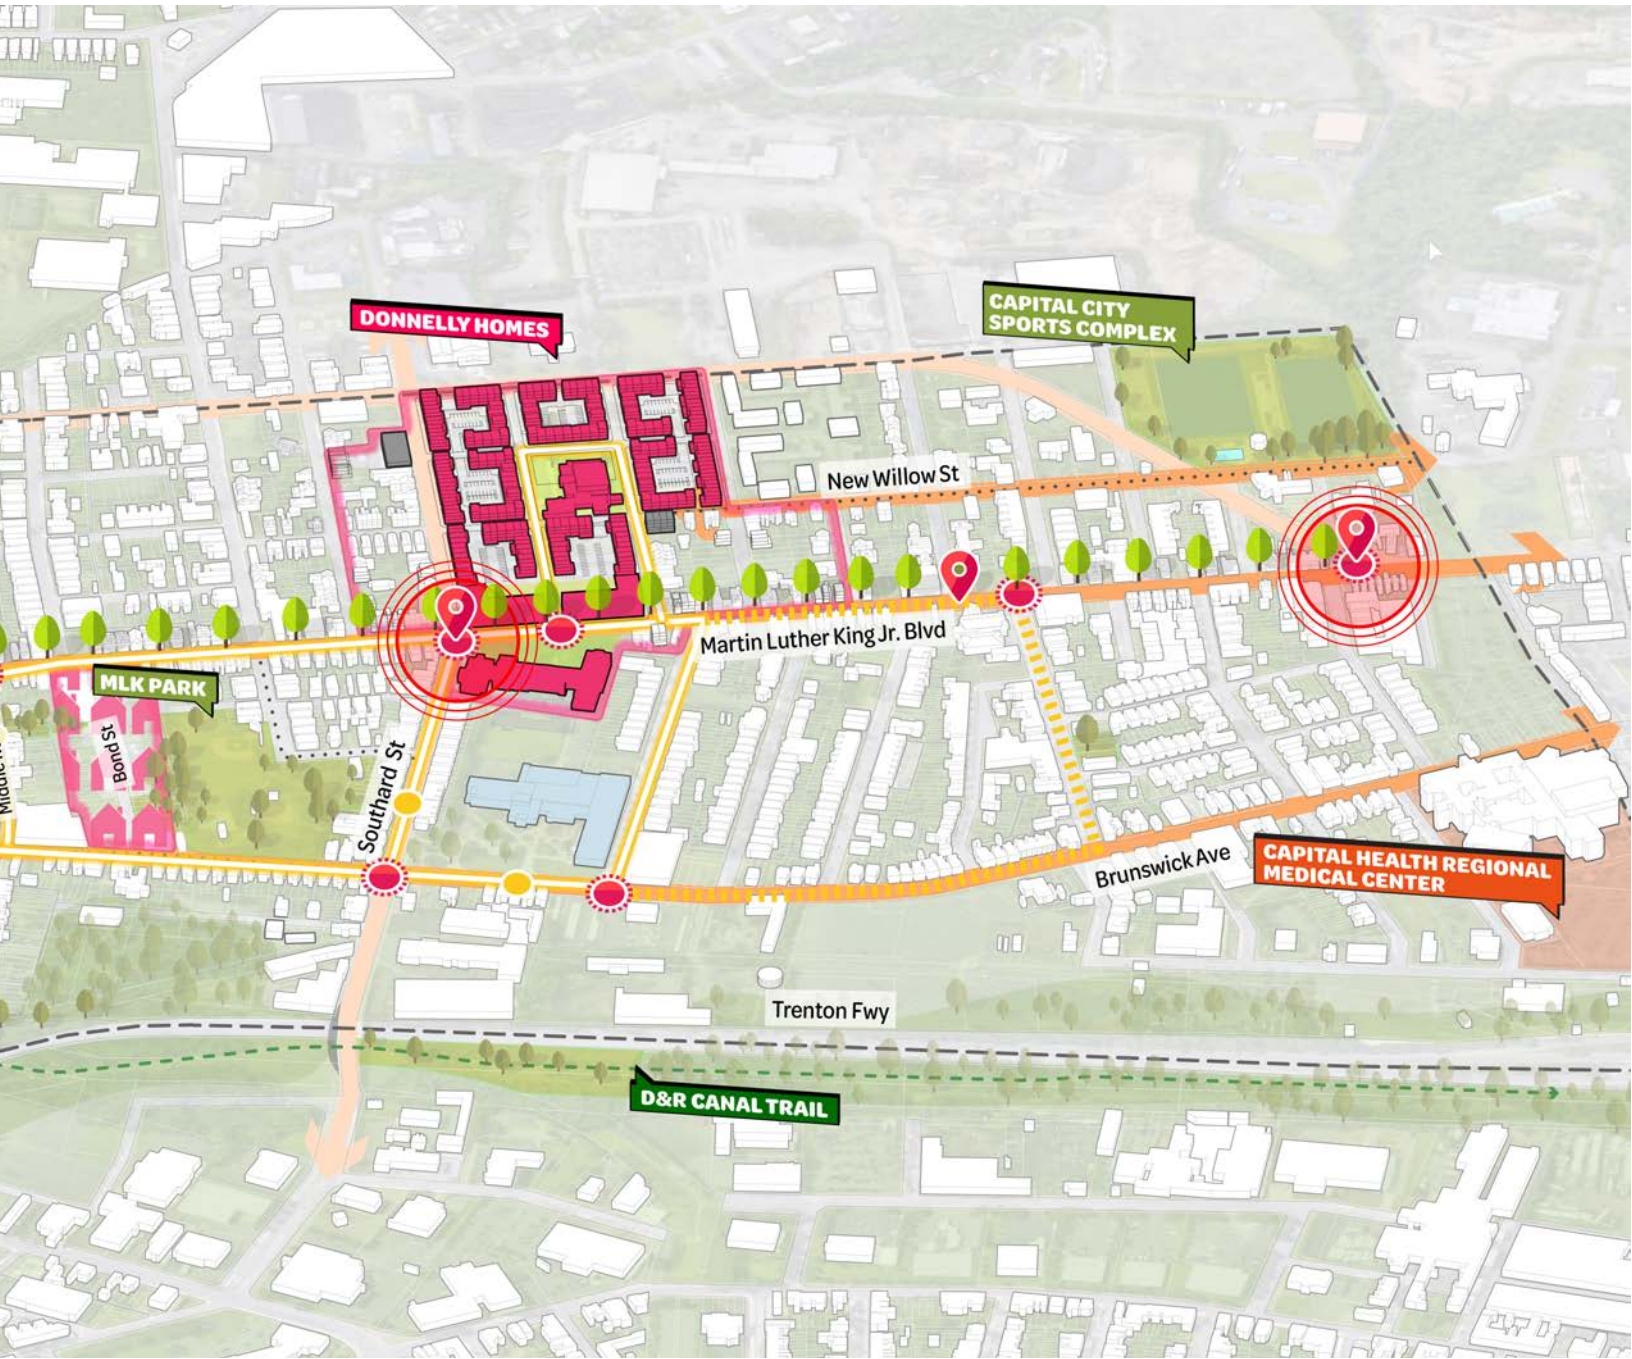 DONNELLY HOMES
CAPITAL CITY
SPORTS COMPLEX
New Willow St
Martin Luther King Jr. Blvd
MLK PARK
Bond St
Southard St
Brunswick Ave
CAPITAL HEALTH REGIONAL
MEDICAL CENTER
Trenton Fwy
D&R CANAL TRAIL